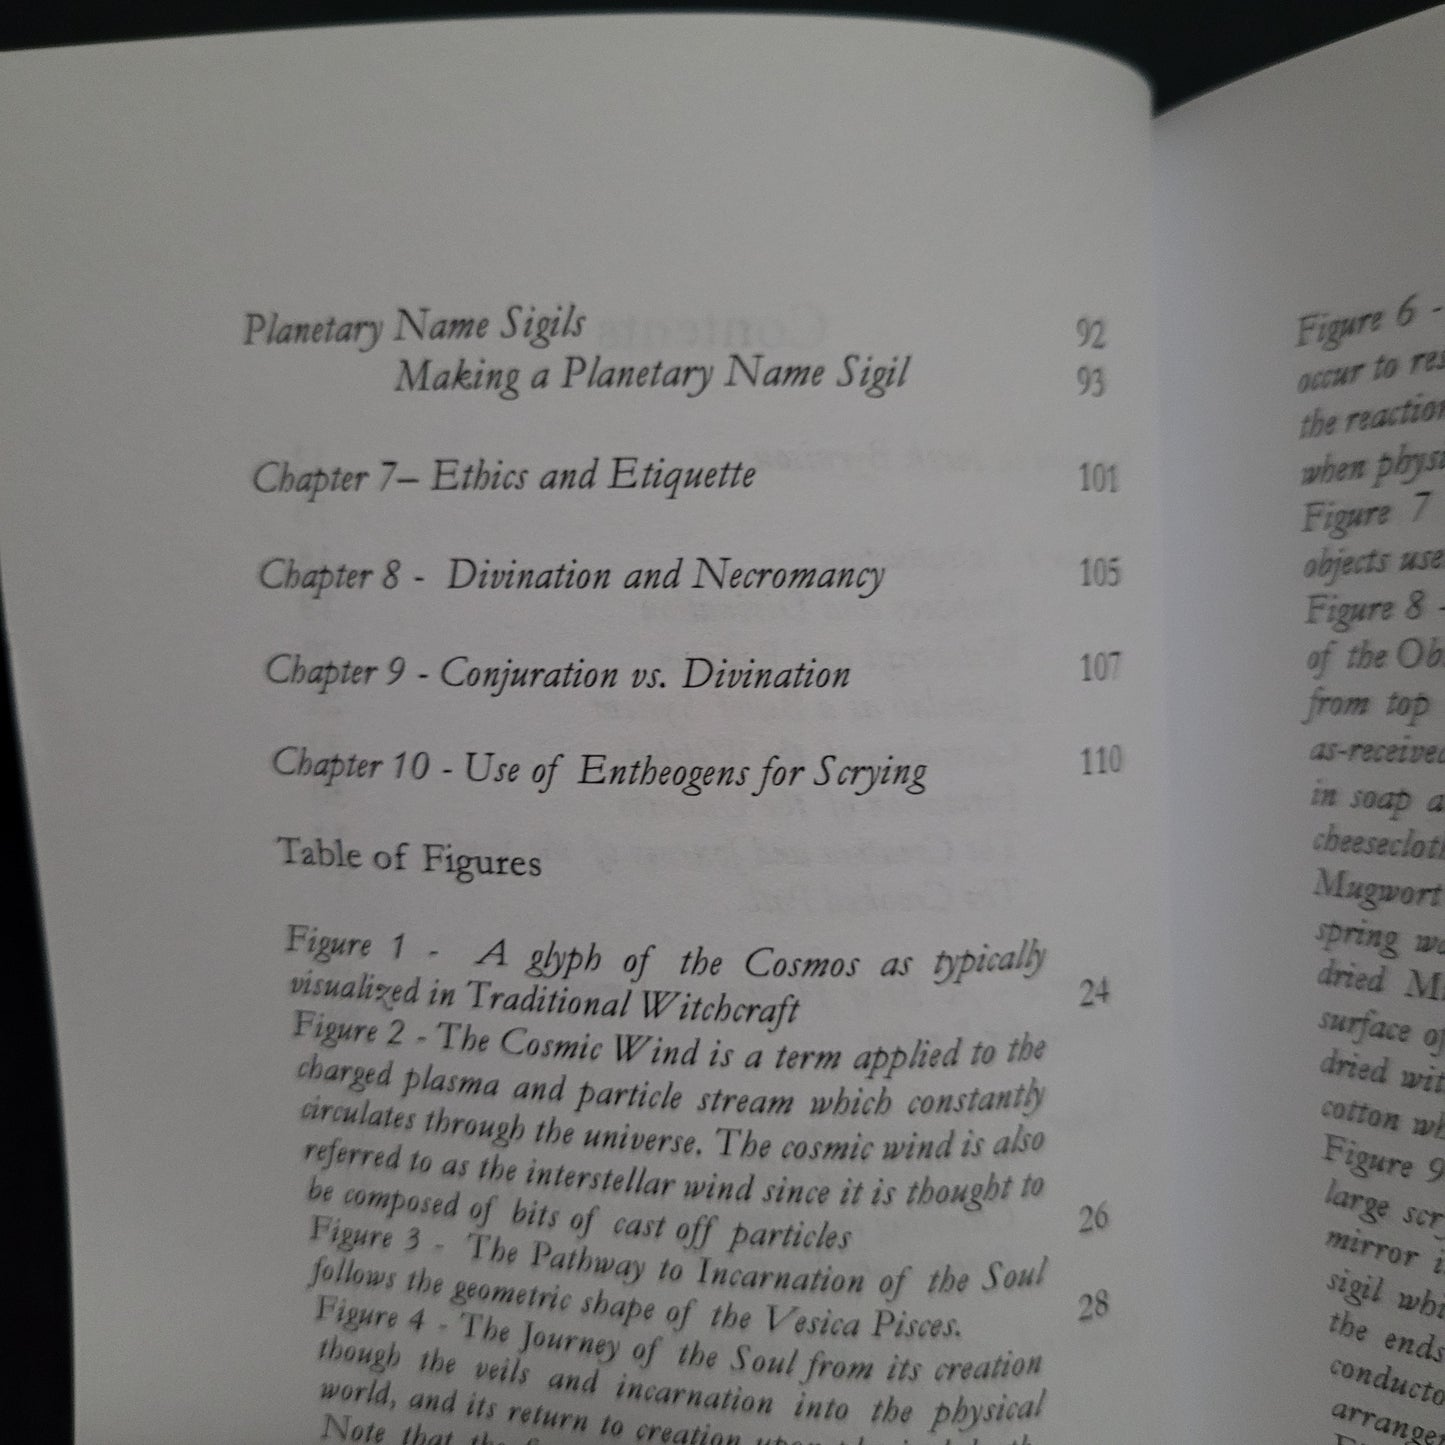 Planetary Name Sigils 92
Making a Planetary Name Sigil 93
Chapter 7– Ethics and Etiquette 101
Chapter 8 - Divination and Necromancy 105
Chapter 9 - Conjuration vs. Divination 107
Chapter 10 - Use of Entheogens for Scrying 110
Table of Figures
Figure 1 - A glyph of the Cosmos as typically
visualized in Traditional Witchcraft 24
Figure 2 - The Cosmic Wind is a term applied to the
charged plasma and particle stream which constantly
circulates through the universe. The cosmic wind is also
referred to as the interstellar wind since it is thought to
be composed of bits of cast off particles 26
Figure 3 - The Pathway to Incarnation of the Soul
follows the geometric shape of the Vesica Pisces. 28
Figure 4 - The Journey of the Soul from its creation
though the veils and incarnation into the physical
world, and its return to creation
Note that the
Figure 6 -
occur to
the reaction
when
Figure 7
objects
Figure 8 -
of the
from top
as-received
in soap
Mugwort
spring
dried
surface
dried
cotton
Figure 9
large
mirror
sigil
the ends